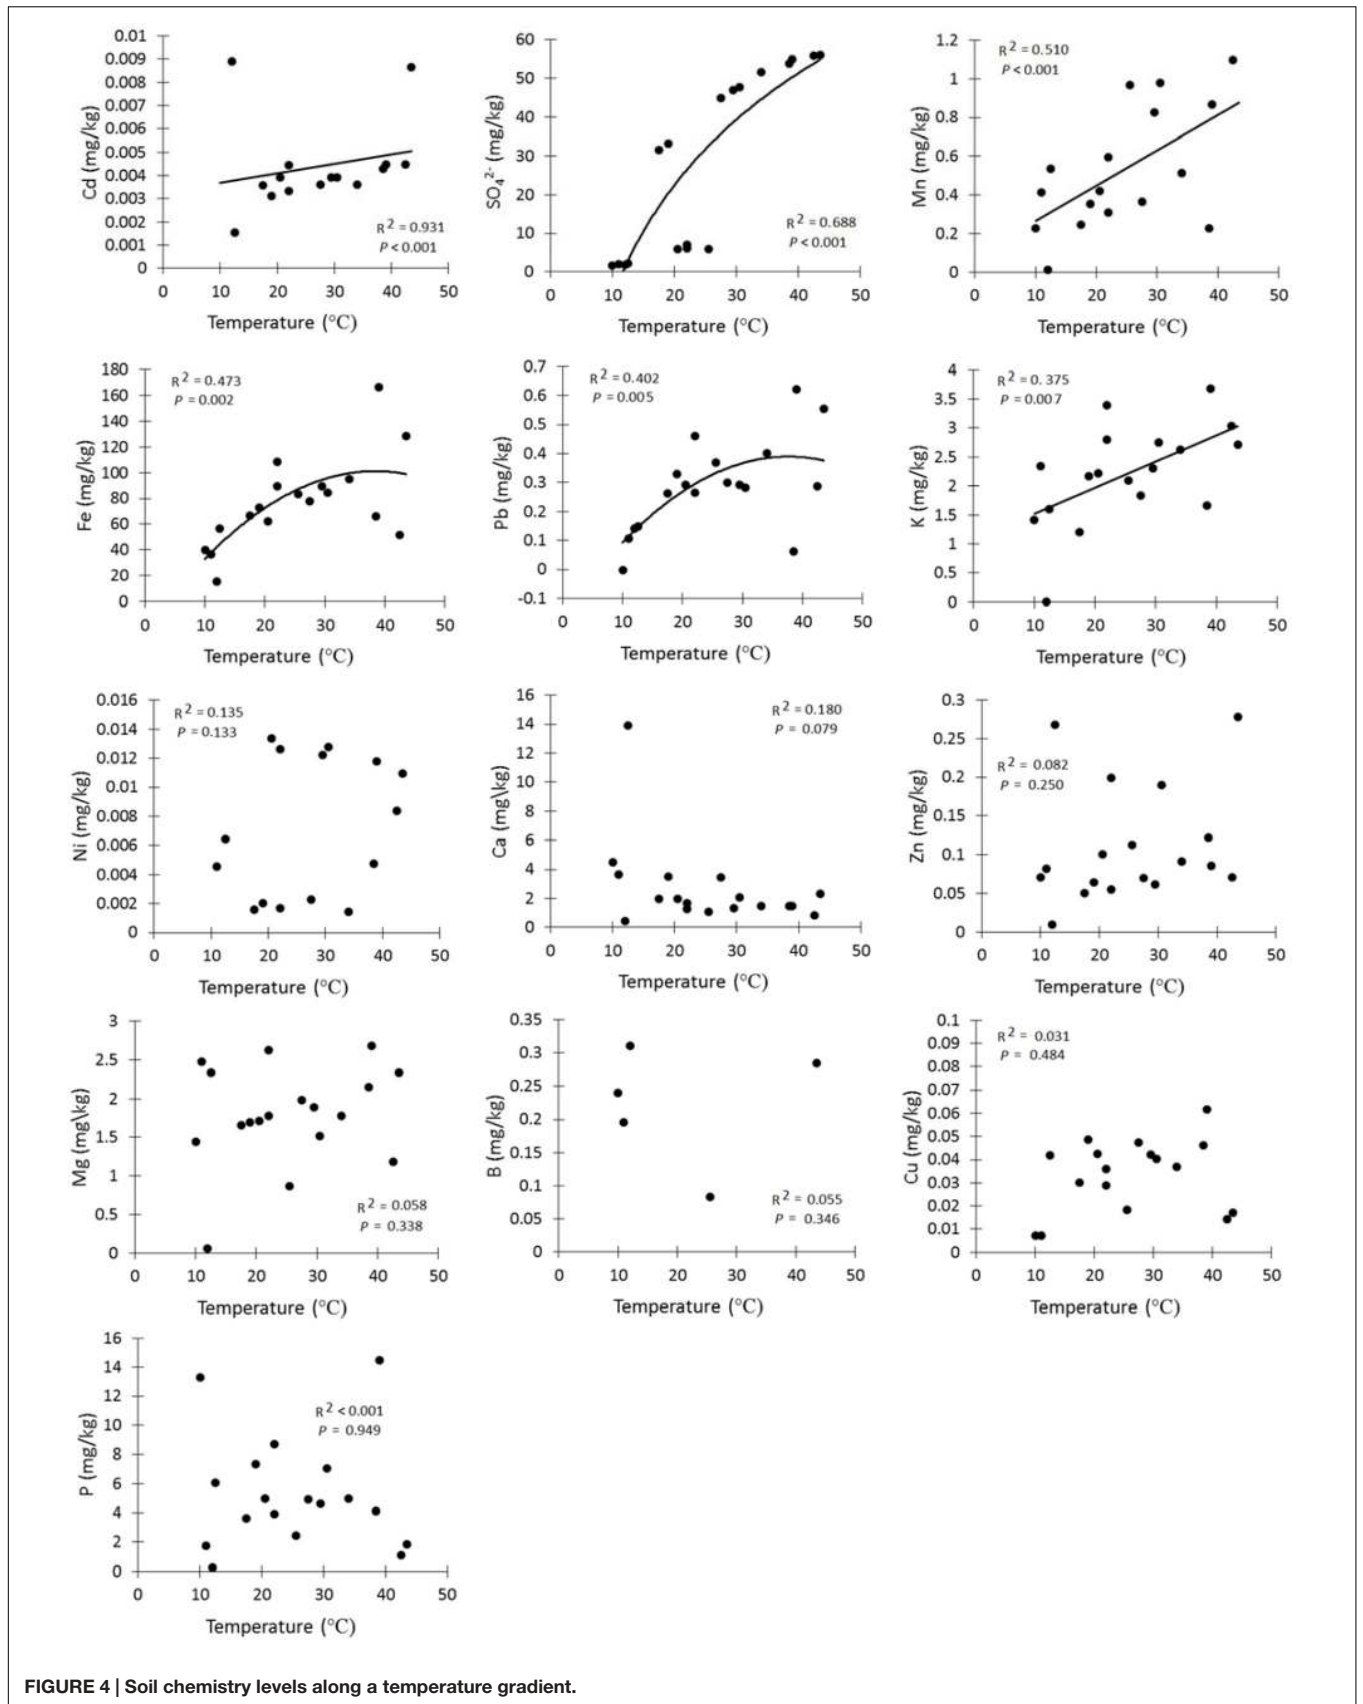 0.01
0.009
0.008
0.007
0.006
0.005
0.004
0.003
0.002
0.001
0
Cd (mg/kg)
R2 = 0.931
P < 0.001
0 10 20 30 40 50
Temperature (°C)
60
50
40
30
20
10
0
SO42- (mg/kg)
R2 = 0.688
P < 0.001
0 10 20 30 40 50
Temperature (°C)
1.2
1
0.8
0.6
0.4
0.2
0
Mn (mg/kg)
R2 = 0.510
P < 0.001
0 10 20 30 40 50
Temperature (°C)
180
160
140
120
100
80
60
40
20
0
Fe (mg/kg)
R2 = 0.473
P = 0.002
0 10 20 30 40 50
Temperature (°C)
0.7
0.6
0.5
0.4
0.3
0.2
0.1
0
-0.1
Pb (mg/kg)
R2 = 0.402
P = 0.005
0 10 20 30 40 50
Temperature (°C)
4
3.5
3
2.5
2
1.5
1
0.5
0
K (mg/kg)
R2 = 0. 375
P = 0.007
0 10 20 30 40 50
Temperature (°C)
0.016
0.014
0.012
0.01
0.008
0.006
0.004
0.002
0
Ni (mg/kg)
R2 = 0.135
P = 0.133
0 10 20 30 40 50
Temperature (°C)
16
14
12
10
8
6
4
2
0
Ca (mg\kg)
R2 = 0.180
P = 0.079
0 10 20 30 40 50
Temperature (°C)
0.3
0.25
0.2
0.15
0.1
0.05
0
Zn (mg/kg)
R2 = 0.082
P = 0.250
0 10 20 30 40 50
Temperature (°C)
3
2.5
2
1.5
1
0.5
0
Mg (mg\kg)
R2 = 0.058
P = 0.338
0 10 20 30 40 50
Temperature (°C)
0.35
0.3
0.25
0.2
0.15
0.1
0.05
0
B (mg/kg)
R2 = 0.055
P = 0.346
0 10 20 30 40 50
Temperature (°C)
0.1
0.09
0.08
0.07
0.06
0.05
0.04
0.03
0.02
0.01
0
Cu (mg/kg)
R2 = 0.031
P = 0.484
0 10 20 30 40 50
Temperature (°C)
16
14
12
10
8
6
4
2
0
P (mg/kg)
R2 < 0.001
P = 0.949
0 10 20 30 40 50
Temperature (°C)
FIGURE 4 | Soil chemistry levels along a temperature gradient.